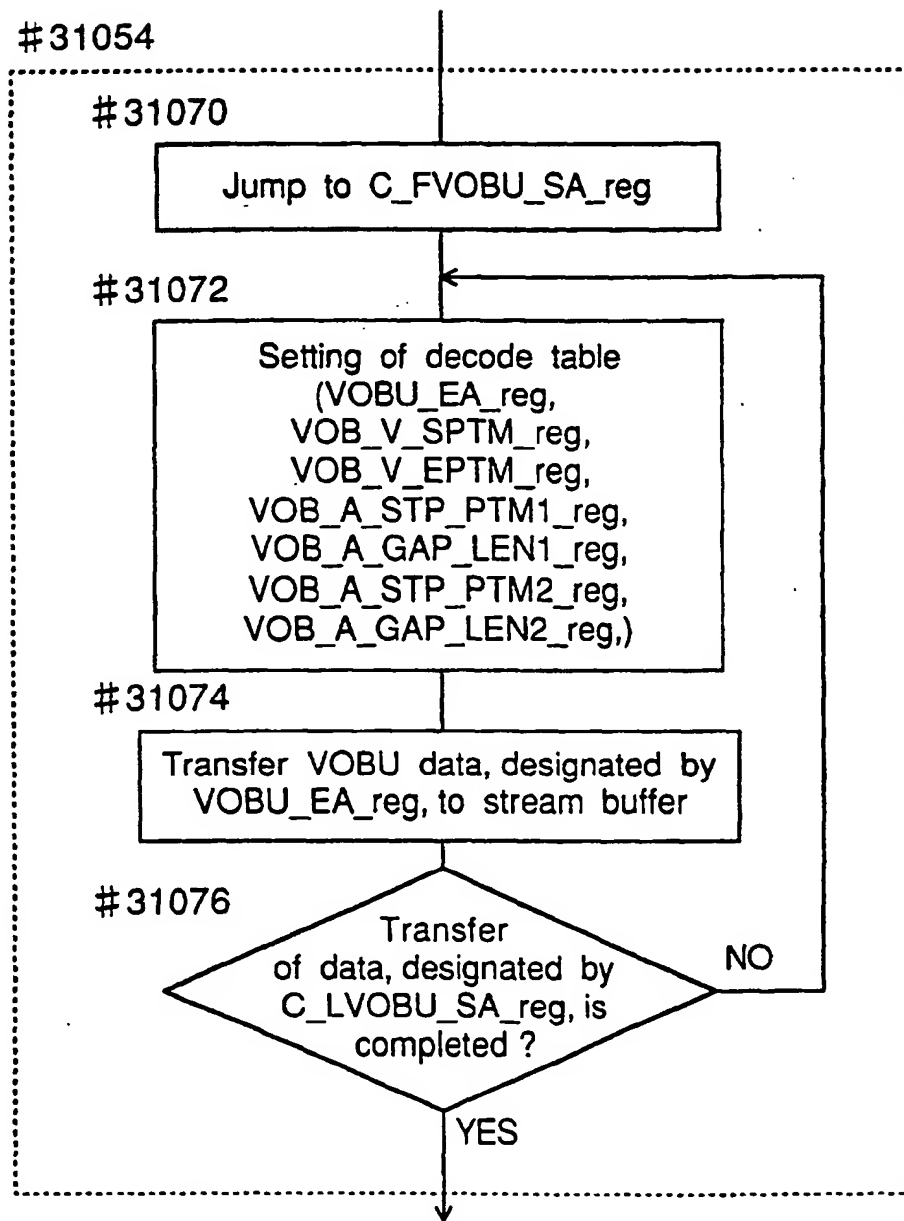 #31054
#31070
Jump to C_FVOBU_SA_reg
#31072
Setting of decode table
(VOBU_EA_reg,
VOB_V_SPTM_reg,
VOB_V_EPTM_reg,
VOB_A_STP_PTM1_reg,
VOB_A_GAP_LEN1_reg,
VOB_A_STP_PTM2_reg,
VOB_A_GAP_LEN2_reg,)
#31074
Transfer VOBU data, designated by
VOBU_EA_reg, to stream buffer
#31076
Transfer
of data, designated by
C_LVOBU_SA_reg, is
completed ?
NO
YES